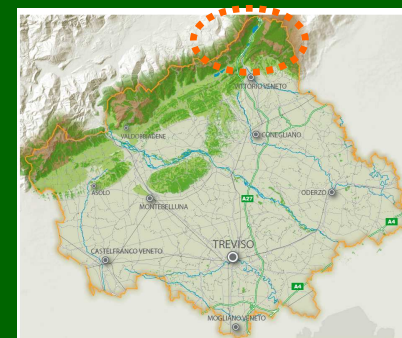 VITTORIO VENETO
VALDOBBIADENE
CONEGLIANO
ASOLO
A27
ODERZO
MONTEBELLUNA
A4
TREVISO
CASTELFRANCO VENETO
A4
MOGLIANO VENETO